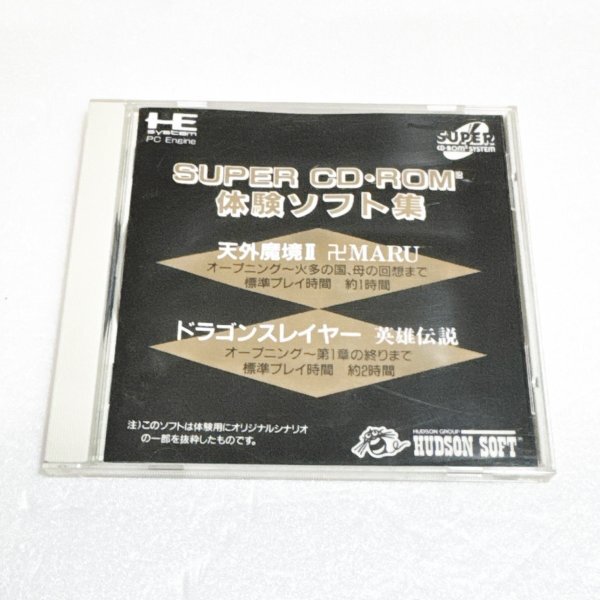 HE
system
PC Engine
SUPER
CD-ROM² SYSTEM
SUPER CD・ROM²
体験ソフト集
天外魔境Ⅱ 卍MARU
オープニング〜火多の国、母の回想まで
標準プレイ時間 約1時間
ドラゴンスレイヤー 英雄伝説
オープニング〜第1章の終りまで
標準プレイ時間 約2時間
注)このソフトは体験用にオリジナルシナリオ
の一部を抜粋したものです。
HUDSON GROUP
HUDSON SOFT™